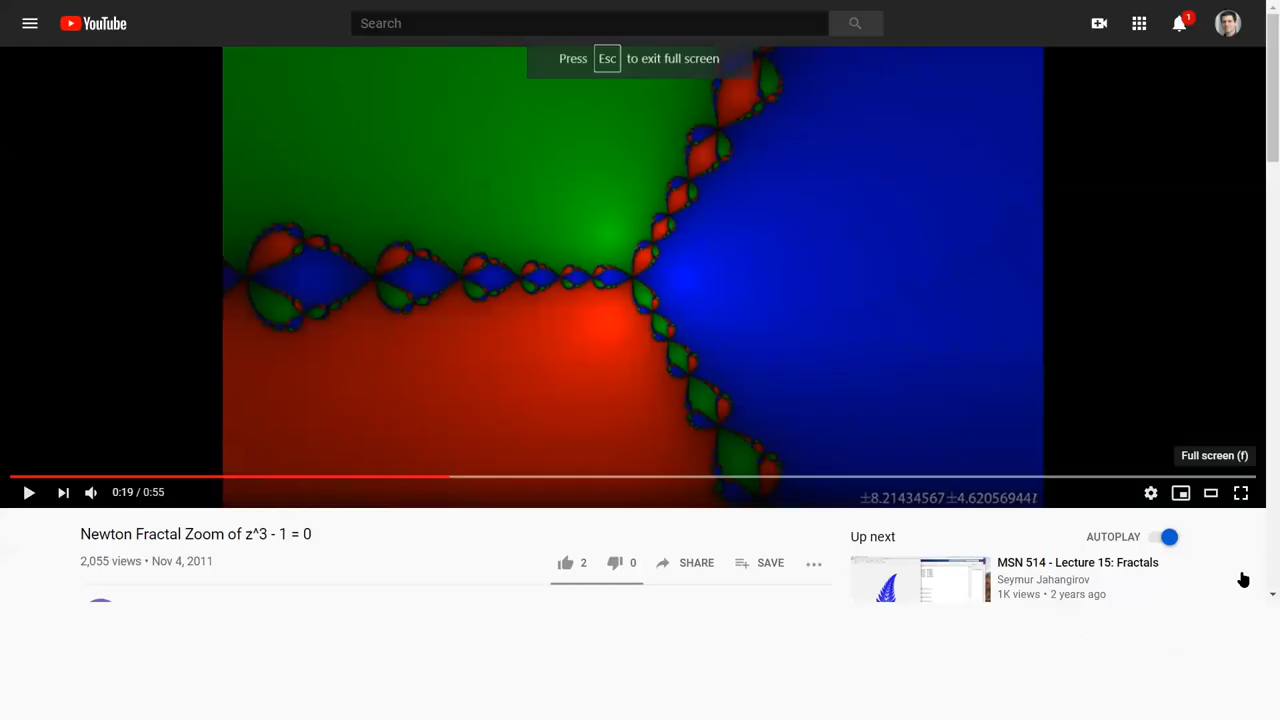 YouTube
Search
1
Press Esc to exit full screen
Full screen (f)
0:19 / 0:55
±8.21434567±4.62056944i
Newton Fractal Zoom of z^3 - 1 = 0
2,055 views • Nov 4, 2011
2
0
SHARE
SAVE
Up next
AUTOPLAY
MSN 514 - Lecture 15: Fractals
Seymur Jahangirov
1K views • 2 years ago